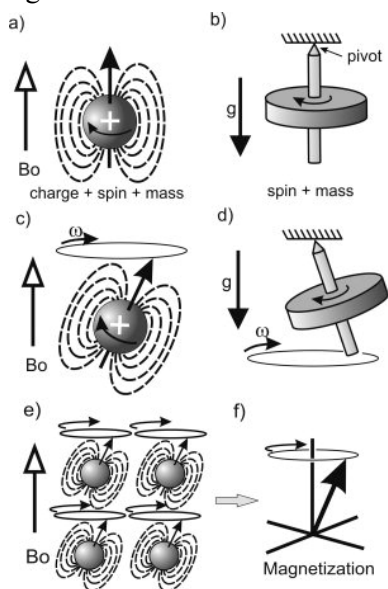 a)
b)
pivot
+
g
Bo
charge + spin + mass
spin + mass
c)
d)
ω
g
+
ω
Bo
e)
f)
Bo
Magnetization